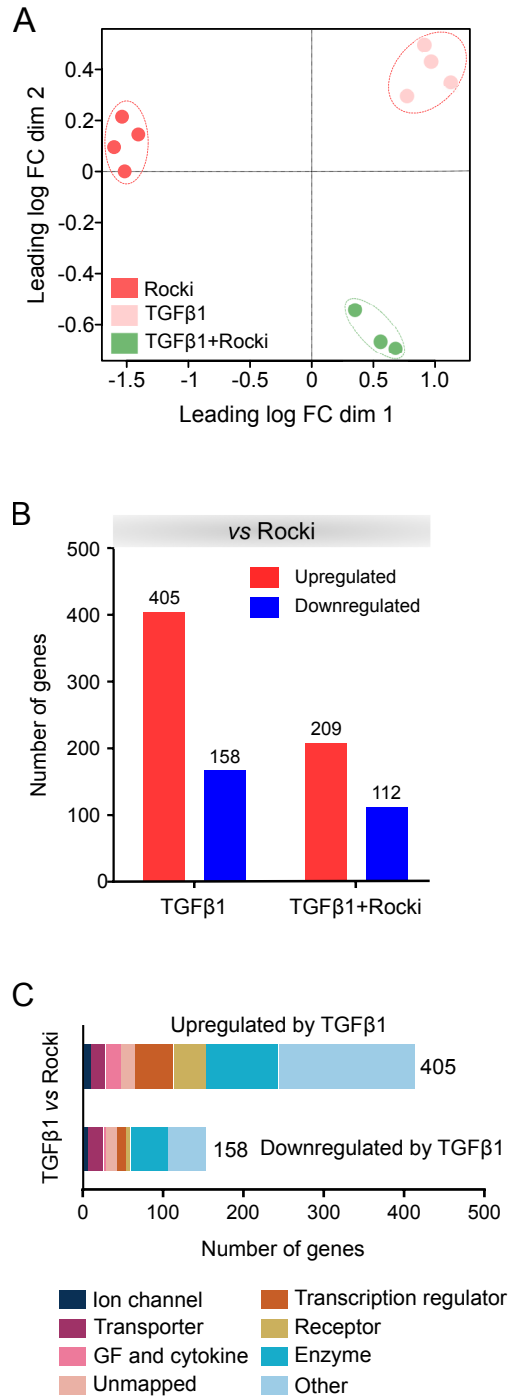 A
Leading log FC dim 2
0.4
0.2
0
-0.2
-0.4
-0.6
Rocki
TGFβ1
TGFβ1+Rocki
-1.5
-1
-0.5
0
0.5
1.0
Leading log FC dim 1
B
vs Rocki
Number of genes
500
400
300
200
100
0
Upregulated
Downregulated
405
158
209
112
TGFβ1
TGFβ1+Rocki
C
TGFβ1 vs Rocki
Upregulated by TGFβ1
405
158
Downregulated by TGFβ1
0
100
200
300
400
500
Number of genes
Ion channel
Transporter
GF and cytokine
Unmapped
Transcription regulator
Receptor
Enzyme
Other